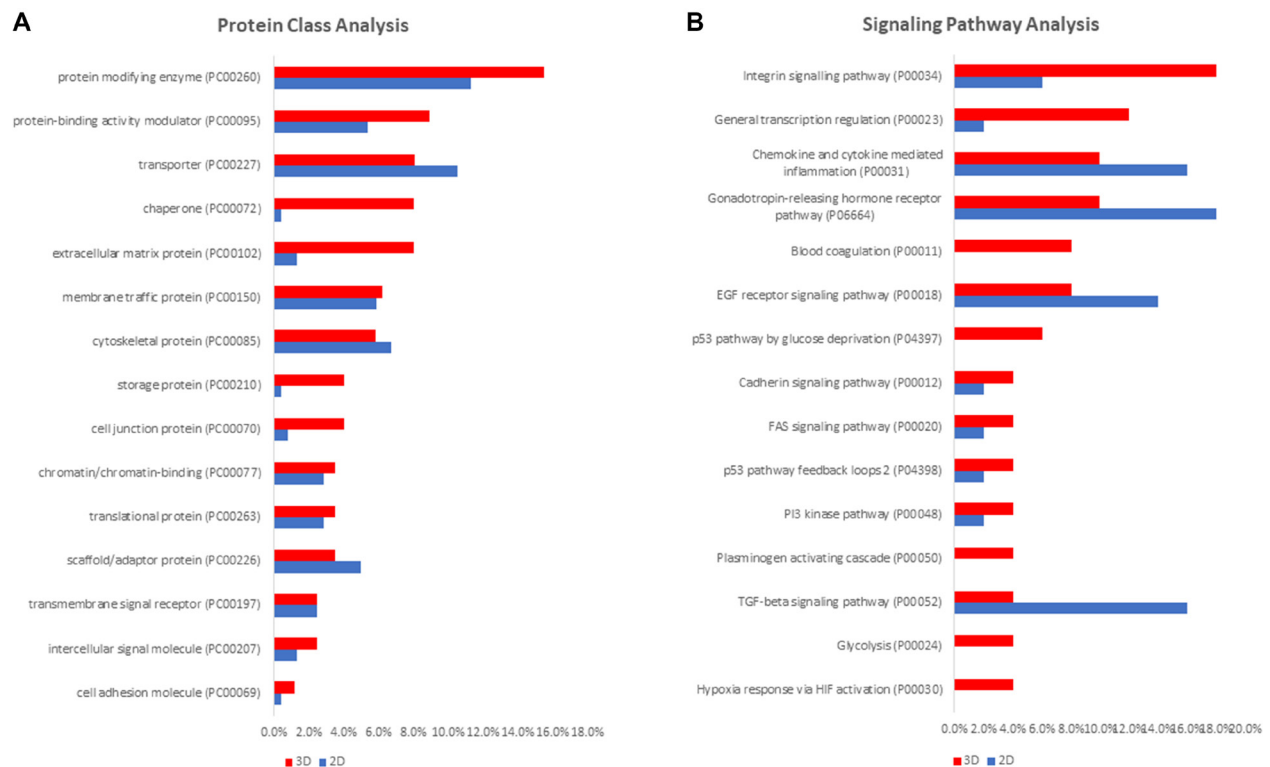 A
Protein Class Analysis
protein modifying enzyme (PC00260)
protein-binding activity modulator (PC00095)
transporter (PC00227)
chaperone (PC00072)
extracellular matrix protein (PC00102)
membrane traffic protein (PC00150)
cytoskeletal protein (PC00085)
storage protein (PC00210)
cell junction protein (PC00070)
chromatin/chromatin-binding (PC00077)
translational protein (PC00263)
scaffold/adaptor protein (PC00226)
transmembrane signal receptor (PC00197)
intercellular signal molecule (PC00207)
cell adhesion molecule (PC00069)
0.0% 2.0% 4.0% 6.0% 8.0% 10.0% 12.0% 14.0% 16.0% 18.0%
3D 2D
B
Signaling Pathway Analysis
Integrin signalling pathway (P00034)
General transcription regulation (P00023)
Chemokine and cytokine mediated
inflammation (P00031)
Gonadotropin-releasing hormone receptor
pathway (P06664)
Blood coagulation (P00011)
EGF receptor signaling pathway (P00018)
p53 pathway by glucose deprivation (P04397)
Cadherin signaling pathway (P00012)
FAS signaling pathway (P00020)
p53 pathway feedback loops 2 (P04398)
PI3 kinase pathway (P00048)
Plasminogen activating cascade (P00050)
TGF-beta signaling pathway (P00052)
Glycolysis (P00024)
Hypoxia response via HIF activation (P00030)
0.0% 2.0% 4.0% 6.0% 8.0% 10.0% 12.0% 14.0% 16.0% 18.0% 20.0%
3D 2D